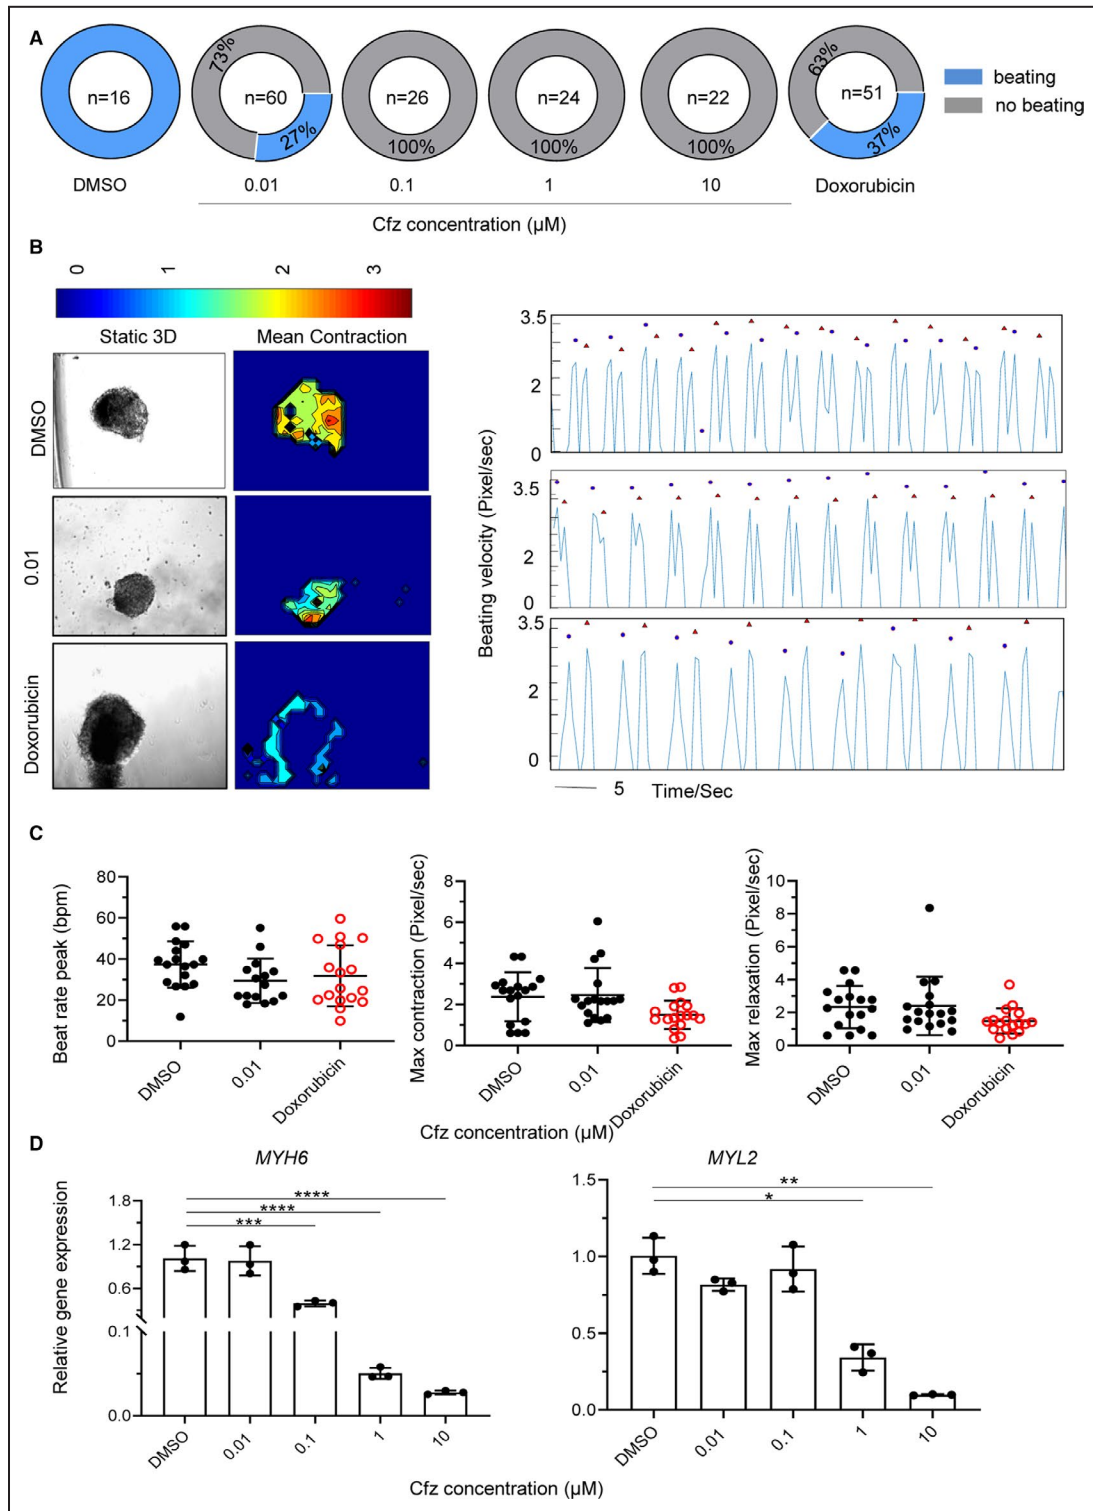 A
n=16
73%
n=60
27%
n=26
100%
n=24
100%
n=22
100%
63%
n=51
37%
beating
no beating
DMSO
0.01
0.1
1
10
Doxorubicin
Cfz concentration (µM)
B
0
1
2
3
Static 3D
Mean Contraction
DMSO
0.01
Doxorubicin
Beating velocity (Pixel/sec)
3.5
2
0
3.5
2
0
3.5
2
0
5
Time/Sec
C
Beat rate peak (bpm)
80
60
40
20
0
DMSO
0.01
Doxorubicin
Max contraction (Pixel/sec)
8
6
4
2
0
DMSO
0.01
Doxorubicin
Max relaxation (Pixel/sec)
10
8
6
4
2
0
DMSO
0.01
Doxorubicin
Cfz concentration (µM)
D
MYH6
Relative gene expression
1.8
1.2
0.6
0.1
0.0
****
****
***
DMSO
0.01
0.1
1
10
MYL2
1.5
1.0
0.5
0.0
**
*
DMSO
0.01
0.1
1
10
Cfz concentration (µM)